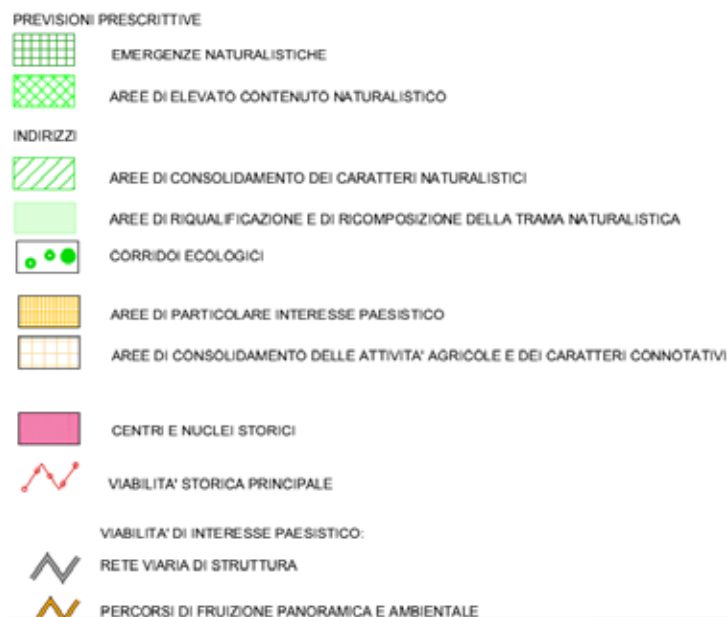 PREVISIONI PRESCRITTIVE
EMERGENZE NATURALISTICHE
AREE DI ELEVATO CONTENUTO NATURALISTICO
INDIRIZZI
AREE DI CONSOLIDAMENTO DEI CARATTERI NATURALISTICI
AREE DI RIQUALIFICAZIONE E DI RICOMPOSIZIONE DELLA TRAMA NATURALISTICA
CORRIDOI ECOLOGICI
AREE DI PARTICOLARE INTERESSE PAESISTICO
AREE DI CONSOLIDAMENTO DELLE ATTIVITA' AGRICOLE E DEI CARATTERI CONNOTATIVI
CENTRI E NUCLEI STORICI
VIABILITA' STORICA PRINCIPALE
VIABILITA' DI INTERESSE PAESISTICO:
RETE VIARIA DI STRUTTURA
PERCORSI DI FRUIZIONE PANORAMICA E AMBIENTALE